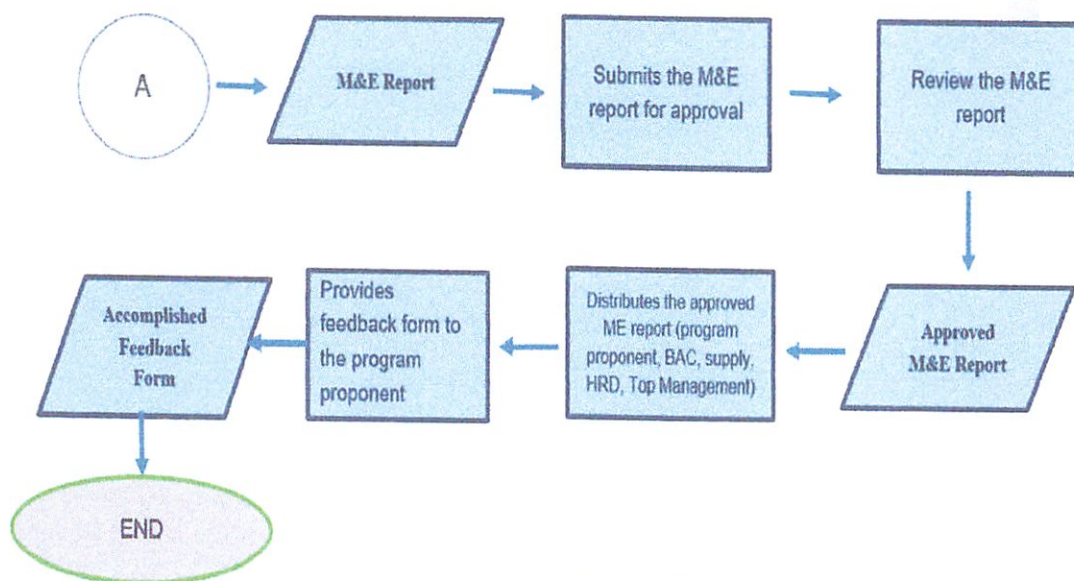 A
M&E Report
Submits the M&E
report for approval
Review the M&E
report
Approved
M&E Report
Distributes the approved
ME report (program
proponent, BAC, supply,
HRD, Top Management)
Provides
feedback form to
the program
proponent
Accomplished
Feedback
Form
END